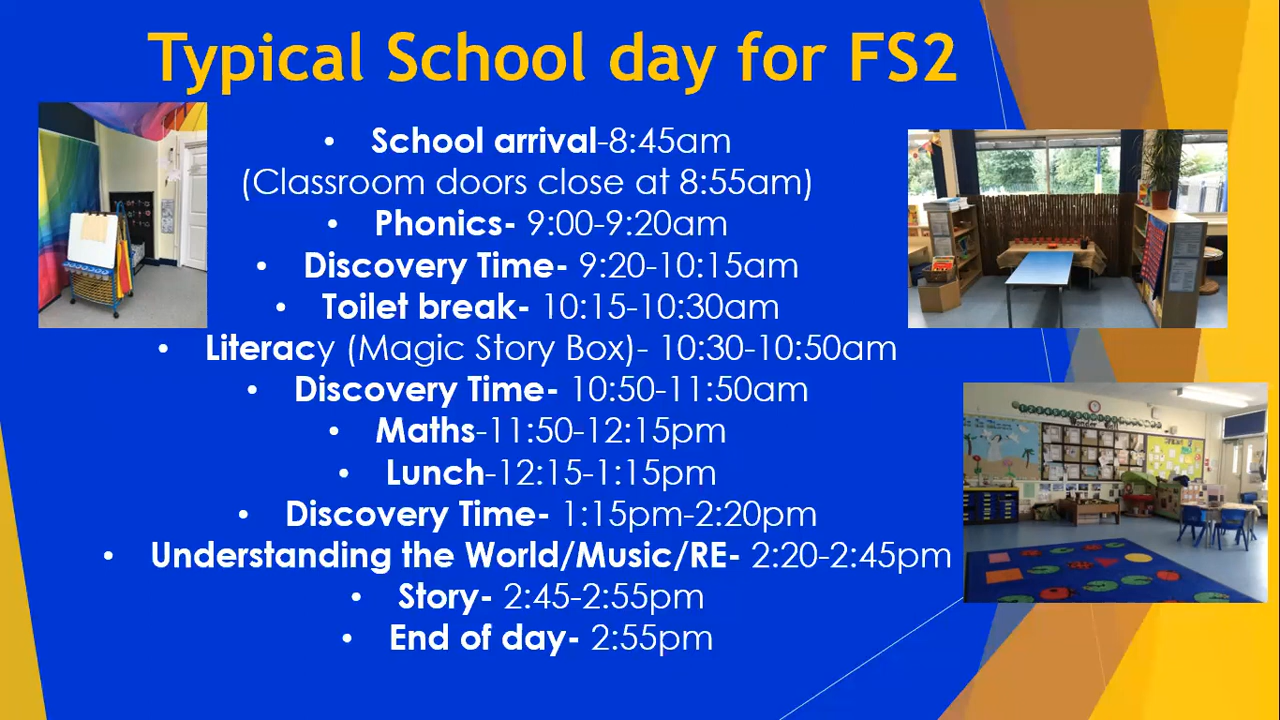 Typical School day for FS2
• School arrival-8:45am
(Classroom doors close at 8:55am)
• Phonics- 9:00-9:20am
• Discovery Time- 9:20-10:15am
• Toilet break- 10:15-10:30am
• Literacy (Magic Story Box)- 10:30-10:50am
• Discovery Time- 10:50-11:50am
• Maths-11:50-12:15pm
• Lunch-12:15-1:15pm
• Discovery Time- 1:15pm-2:20pm
• Understanding the World/Music/RE- 2:20-2:45pm
• Story- 2:45-2:55pm
• End of day- 2:55pm